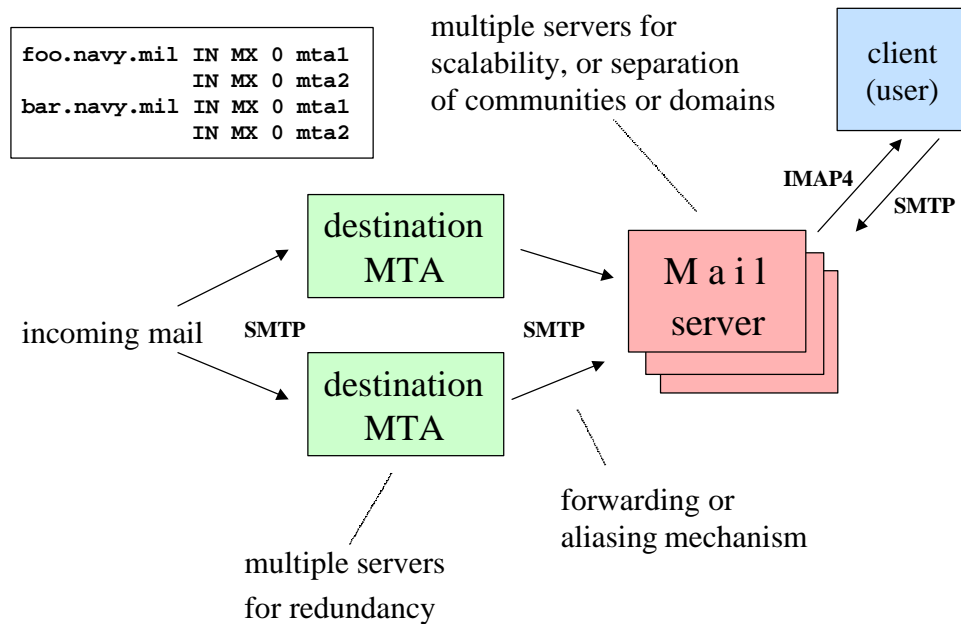 foo.navy.mil IN MX 0 mta1
IN MX 0 mta2
bar.navy.mil IN MX 0 mta1
IN MX 0 mta2
multiple servers for
scalability, or separation
of communities or domains
client
(user)
IMAP4
SMTP
destination
MTA
M a i l
server
incoming mail
SMTP
SMTP
destination
MTA
forwarding or
aliasing mechanism
multiple servers
for redundancy